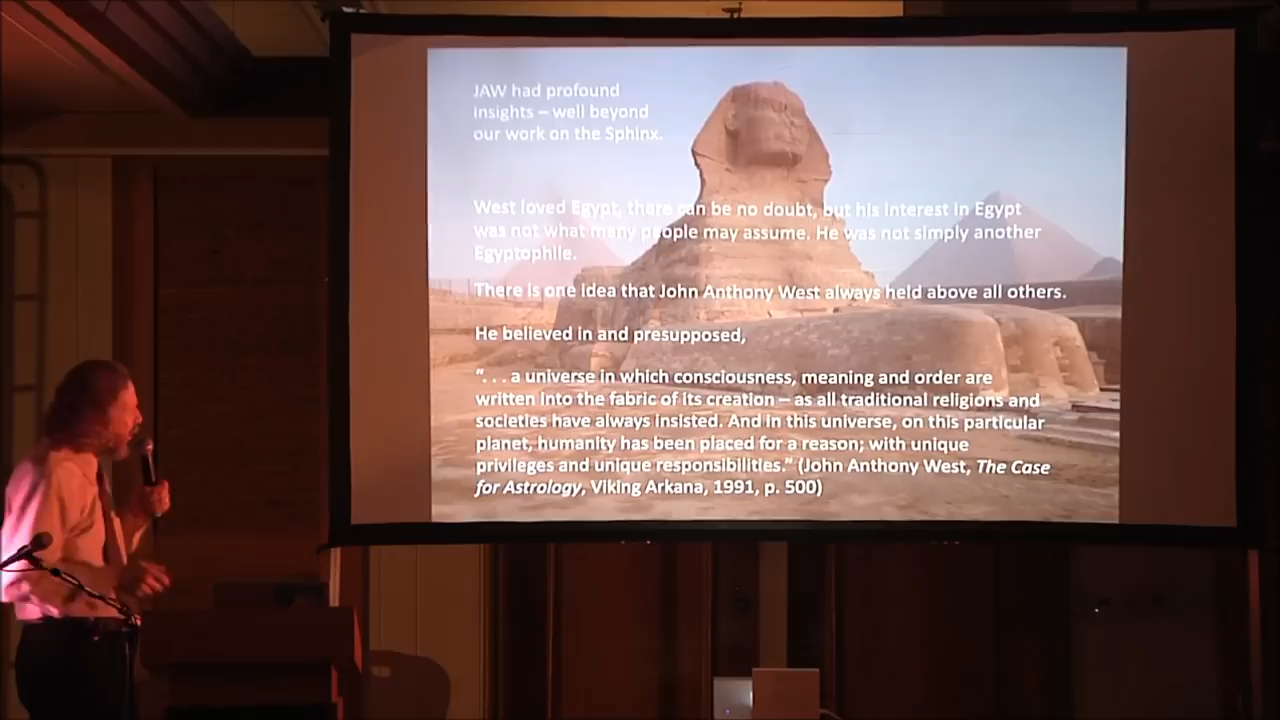 JAW had profound
insights – well beyond
our work on the Sphinx.
West loved Egypt, there can be no doubt, but his interest in Egypt
was not what many people may assume. He was not simply another
Egyptophile.
There is one idea that John Anthony West always held above all others.
He believed in and presupposed,
“. . . a universe in which consciousness, meaning and order are
written into the fabric of its creation – as all traditional religions and
societies have always insisted. And in this universe, on this particular
planet, humanity has been placed for a reason; with unique
privileges and unique responsibilities.” (John Anthony West, The Case
for Astrology, Viking Arkana, 1991, p. 500)